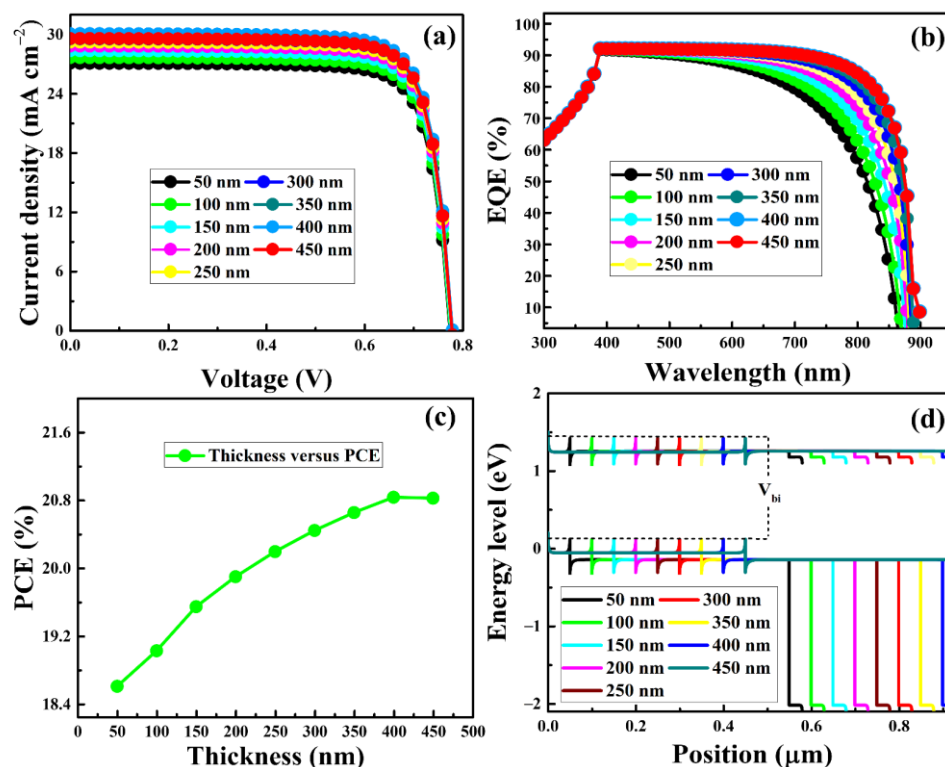 (a)
Current density (mA cm⁻²)
30
24
18
12
6
0
50 nm 300 nm
100 nm 350 nm
150 nm 400 nm
200 nm 450 nm
250 nm
0.0 0.2 0.4 0.6 0.8
Voltage (V)
(b)
EQE (%)
100
90
80
70
60
50
40
30
20
10
50 nm 300 nm
100 nm 350 nm
150 nm 400 nm
200 nm 450 nm
250 nm
300 400 500 600 700 800 900
Wavelength (nm)
(c)
PCE (%)
21.6
20.8
20.0
19.2
18.4
Thickness versus PCE
0 50 100 150 200 250 300 350 400 450 500
Thickness (nm)
(d)
Energy level (eV)
2
1
0
−1
−2
Vbi
50 nm 300 nm
100 nm 350 nm
150 nm 400 nm
200 nm 450 nm
250 nm
0.0 0.2 0.4 0.6 0.8
Position (μm)